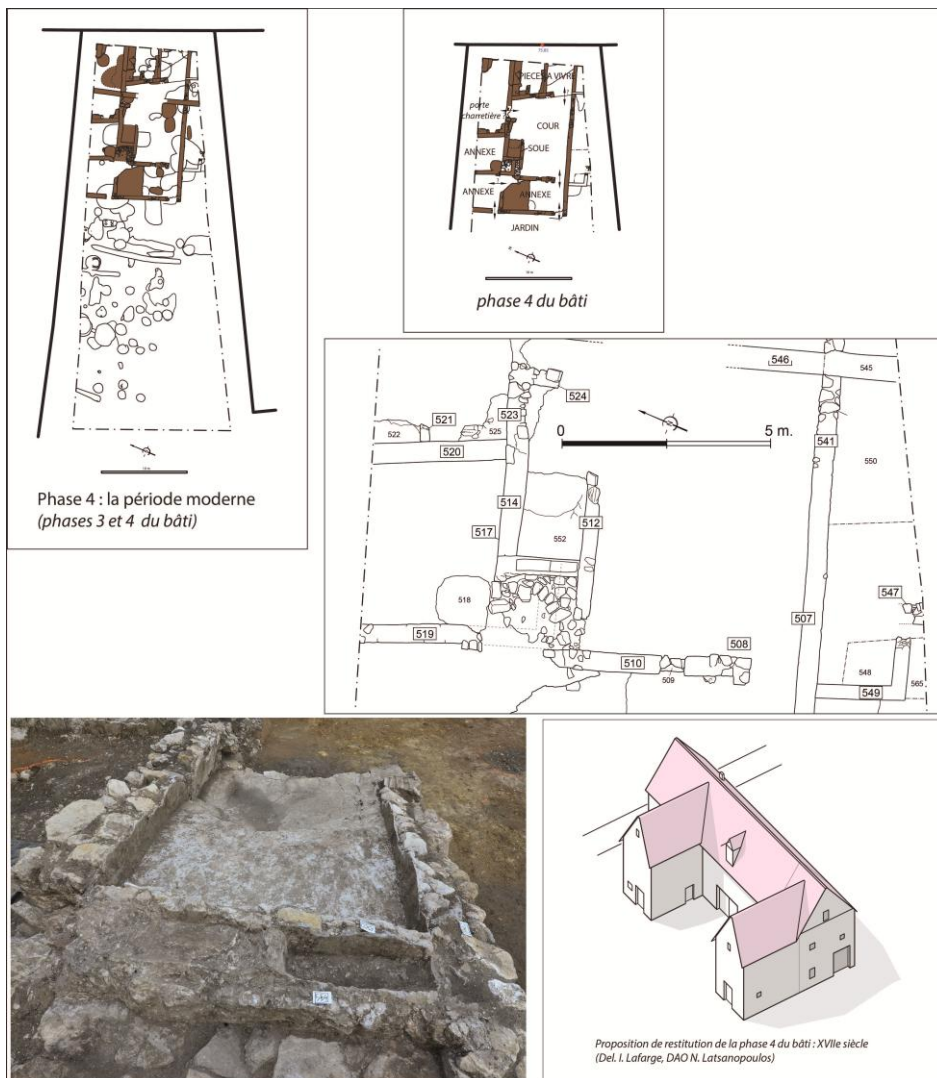 Phase 4 : la période moderne
(phases 3 et 4 du bâti)
PIECES A VIVRE
porte
charretière
COUR
ANNEXE
SOUE
ANNEXE
ANNEXE
JARDIN
phase 4 du bâti
546
545
524
523
521
522
525
520
0
5 m.
541
550
514
512
517
552
518
547
519
507
508
510
509
548
549
565
Proposition de restitution de la phase 4 du bâti : XVIIe siècle
(Del. I. Lafarge, DAO N. Latsanopoulos)